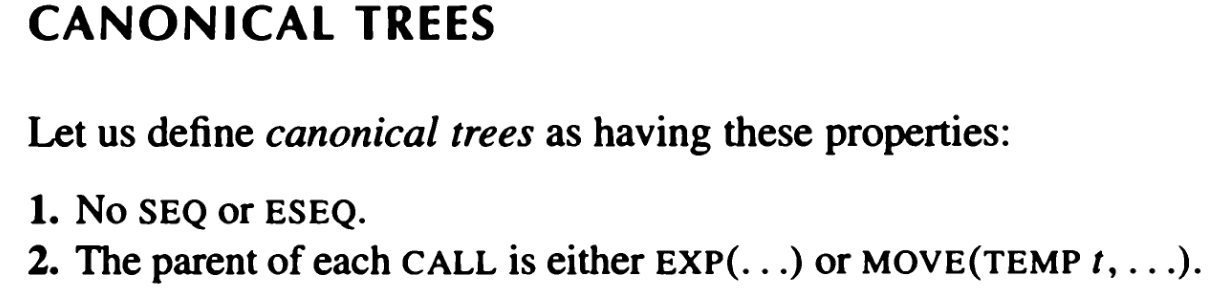 CANONICAL TREES
Let us define canonical trees as having these properties:
1. No SEQ or ESEQ.
2. The parent of each CALL is either EXP(. . .) or MOVE(TEMP t, . . .).